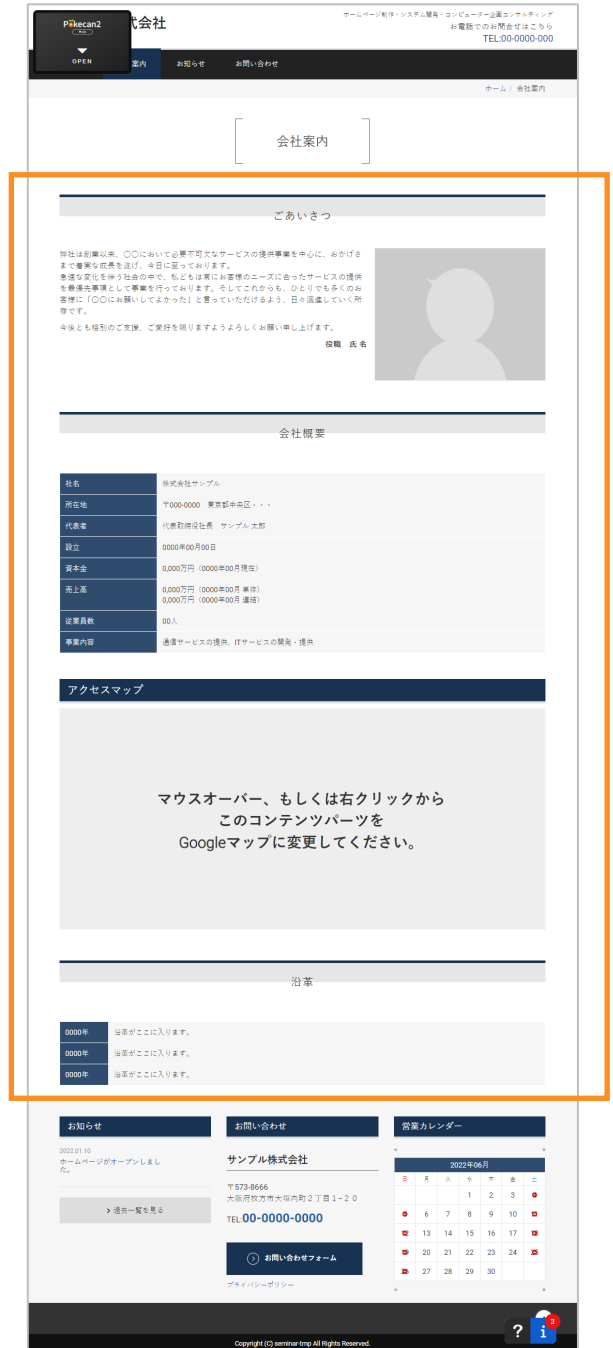 Pokecan2
OPEN
式会社
ホームページ制作・システム開発・コンピューター企画コンサルティング
お電話でのお問合せはこちら
TEL:00-0000-000
案内
お知らせ
お問い合わせ
ホーム / 会社案内
会社案内
ごあいさつ
弊社は創業以来、〇〇において必要不可欠なサービスの提供事業を中心に、おかげさ
まで着実な成長を遂げ、今日に至っております。
急速な変化を伴う社会の中で、私どもは常にお客様のニーズに合ったサービスの提供
を最優先事項として事業を行っております。そしてこれからも、ひとりでも多くのお
客様に「〇〇にお願いしてよかった」と言っていただけるよう、日々邁進していく所
存です。
今後とも格別のご支援、ご愛好を賜りますようよろしくお願い申し上げます。
役職 氏名
会社概要
社名 株式会社サンプル
所在地 〒000-0000 東京都中央区・・・
代表者 代表取締役社長 サンプル 太郎
設立 0000年00月00日
資本金 0,000万円（0000年00月現在）
売上高 0,000万円（0000年00月 単体）
0,000万円（0000年00月 連結）
従業員数 00人
事業内容 通信サービスの提供、ITサービスの開発・提供
アクセスマップ
マウスオーバー、もしくは右クリックから
このコンテンツパーツを
Googleマップに変更してください。
沿革
0000年 沿革がここに入ります。
0000年 沿革がここに入ります。
0000年 沿革がここに入ります。
お知らせ
2022.01.10
ホームページがオープンしまし
た。
過去一覧を見る
お問い合わせ
サンプル株式会社
〒573-8666
大阪府枚方市大垣内町２丁目１−２０
TEL:00-0000-0000
お問い合わせフォーム
プライバシーポリシー
営業カレンダー
« »
2022年06月
日 月 火 水 木 金 土
1 2 3
6 7 8 9 10
13 14 15 16 17
20 21 22 23 24
27 28 29 30
« »
? i 3
Copyright (C) seminar-tmp All Rights Reserved.